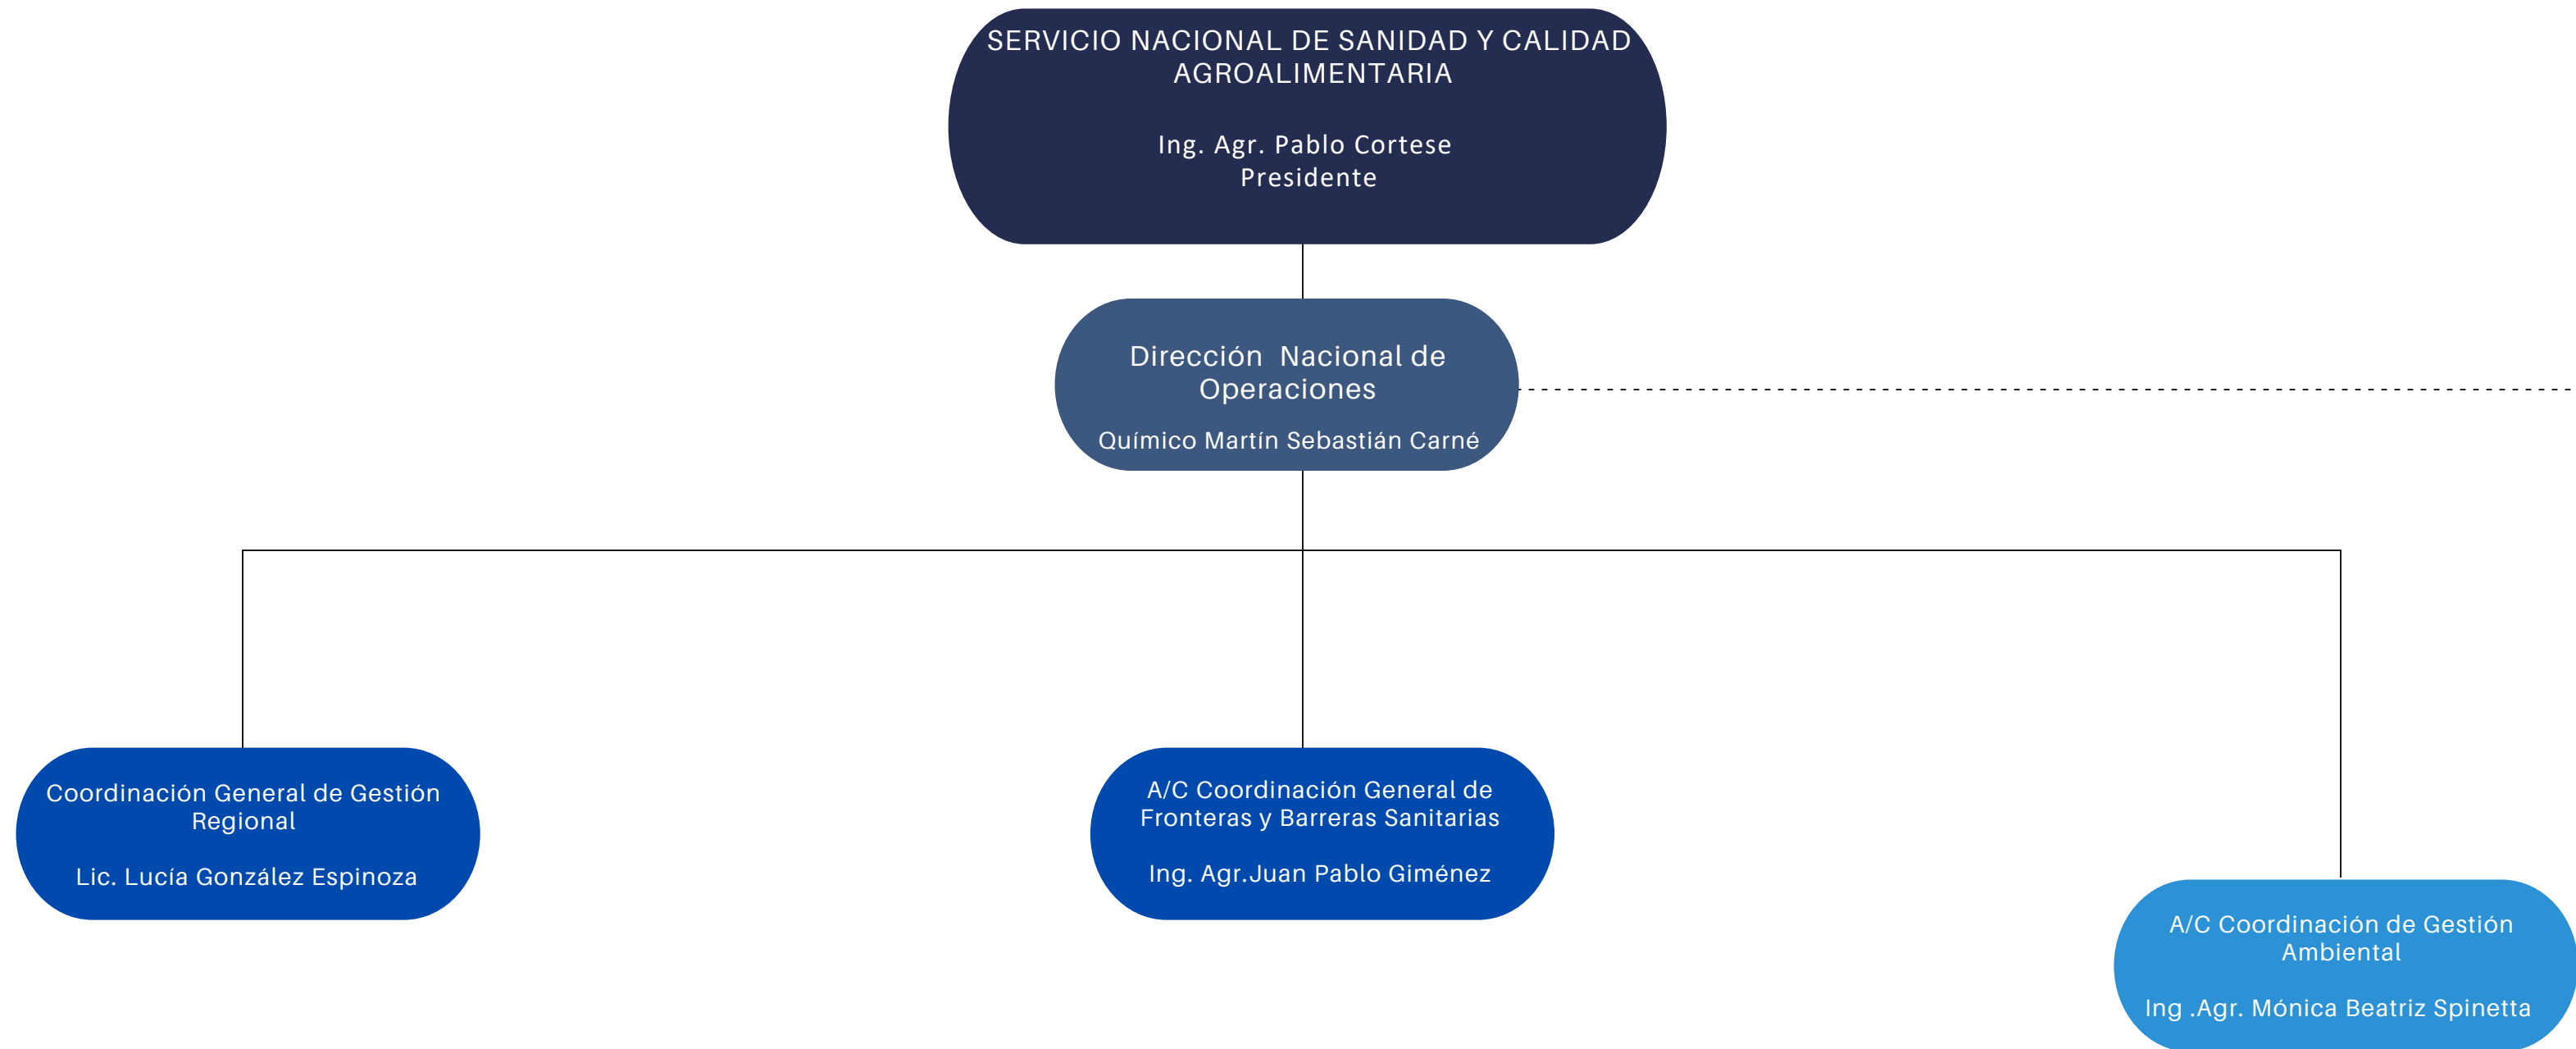 SERVICIO NACIONAL DE SANIDAD Y CALIDAD
AGROALIMENTARIA
Ing. Agr. Pablo Cortese
Presidente
Dirección  Nacional de
Operaciones
Químico Martín Sebastián Carné
Coordinación General de Gestión
Regional
Lic. Lucía González Espinoza
A/C Coordinación General de
Fronteras y Barreras Sanitarias
Ing. Agr.Juan Pablo Giménez
A/C Coordinación de Gestión
Ambiental
Ing .Agr. Mónica Beatriz Spinetta